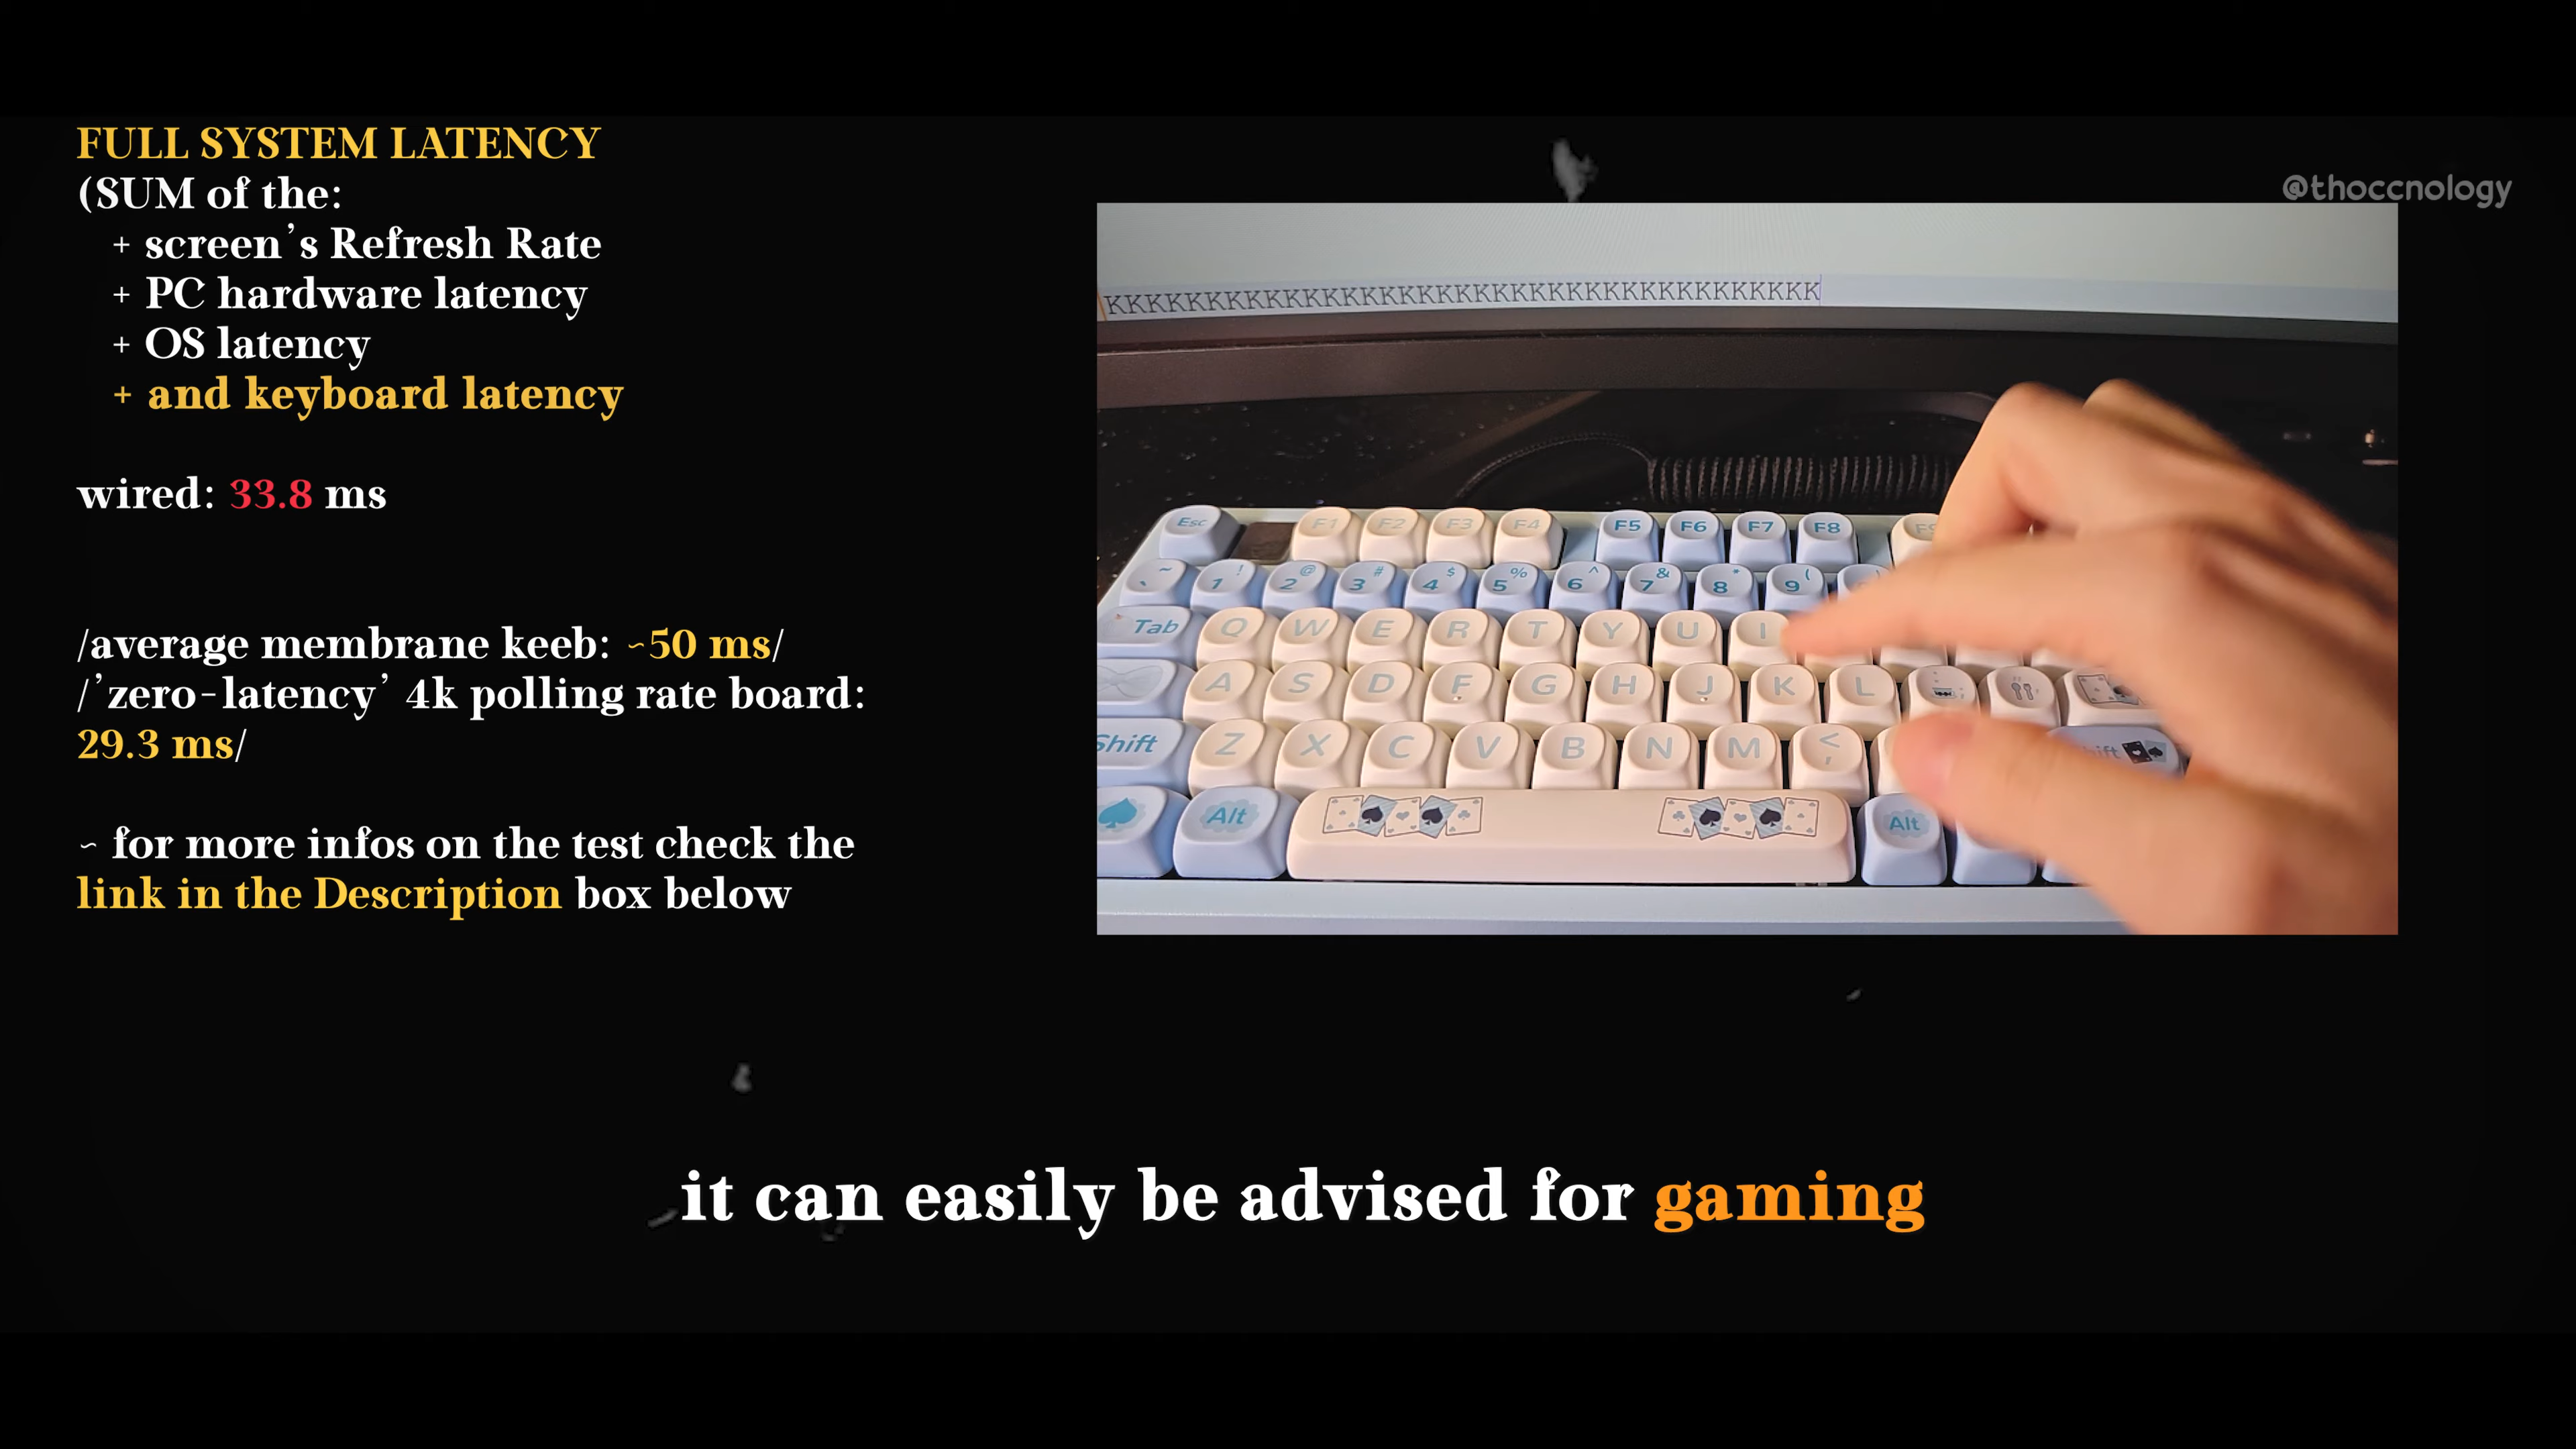 FULL SYSTEM LATENCY
(SUM of the:
+ screen's Refresh Rate
+ PC hardware latency
+ OS latency
+ and keyboard latency
wired: 33.8 ms
/average membrane keeb: ~50 ms/
/'zero-latency' 4k polling rate board:
29.3 ms/
~ for more infos on the test check the
link in the Description box below
@thoccnology
KKKKKKKKKKKKKKKKKKKKKKKKKKKKKKKKKKKKKKKK
Esc F1 F2 F3 F4 F5 F6 F7 F8
~ ` ! 1 @ 2 # 3 $ 4 % 5 ^ 6 & 7 * 8 ( 9
Tab Q W E R T Y U I
A S D F G H J K L
Shift Z X C V B N M < ,
Alt Alt
it can easily be advised for gaming